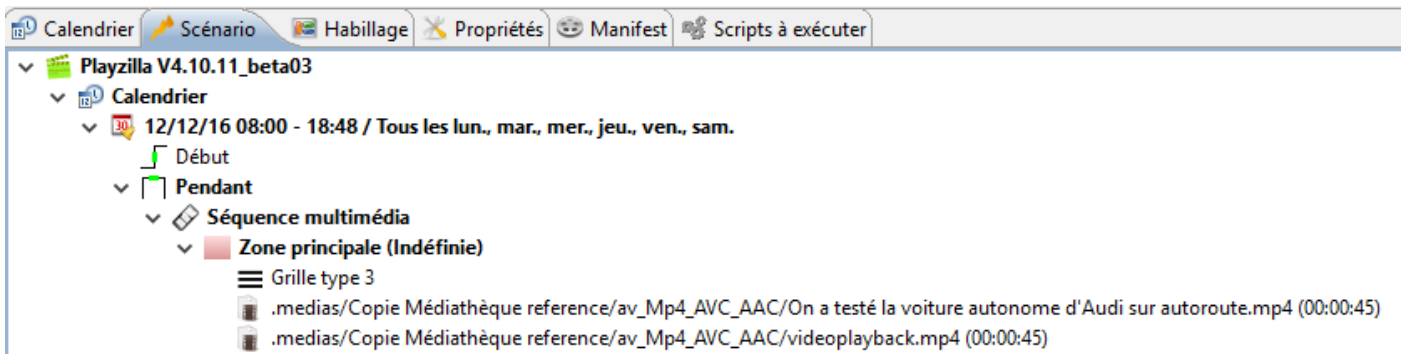 Calendrier Scénario Habillage Propriétés Manifest Scripts à exécuter
Playzilla V4.10.11_beta03
Calendrier
12/12/16 08:00 - 18:48 / Tous les lun., mar., mer., jeu., ven., sam.
Début
Pendant
Séquence multimédia
Zone principale (Indéfinie)
Grille type 3
.medias/Copie Médiathèque reference/av_Mp4_AVC_AAC/On a testé la voiture autonome d'Audi sur autoroute.mp4 (00:00:45)
.medias/Copie Médiathèque reference/av_Mp4_AVC_AAC/videoplayback.mp4 (00:00:45)